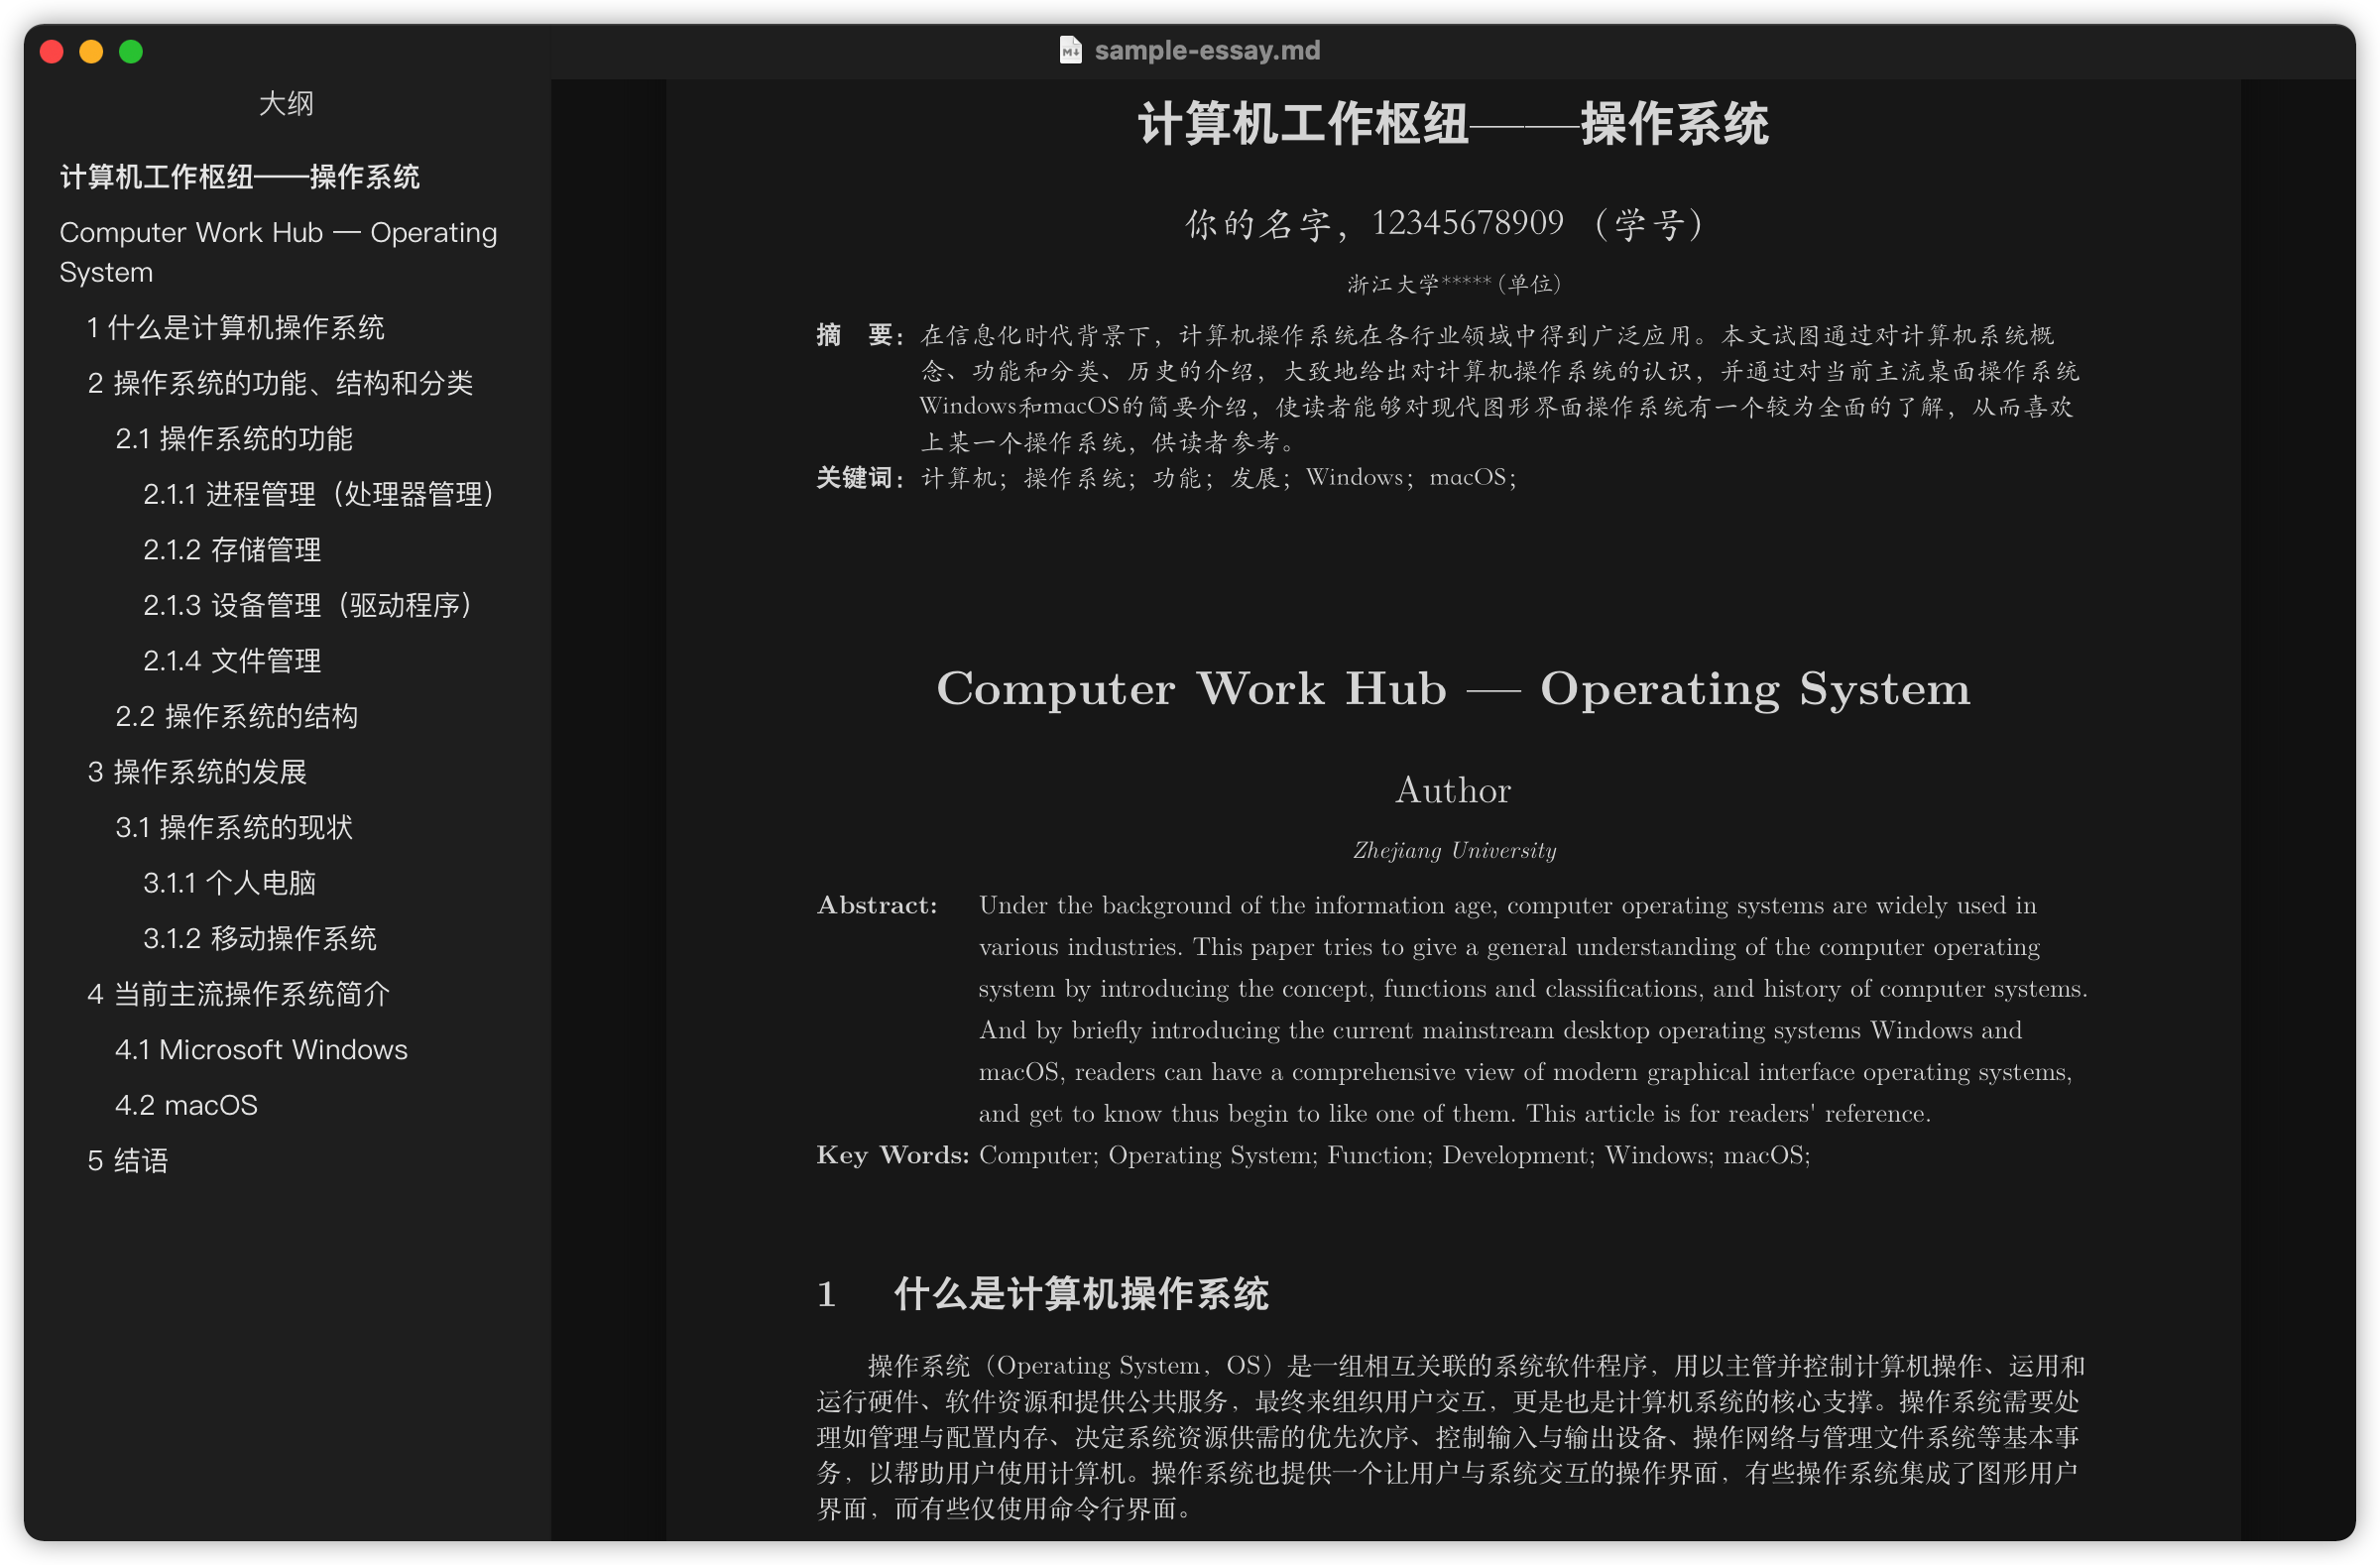 sample-essay.md
大纲
计算机工作枢纽——操作系统
Computer Work Hub — Operating
System
1 什么是计算机操作系统
2 操作系统的功能、结构和分类
2.1 操作系统的功能
2.1.1 进程管理（处理器管理）
2.1.2 存储管理
2.1.3 设备管理（驱动程序）
2.1.4 文件管理
2.2 操作系统的结构
3 操作系统的发展
3.1 操作系统的现状
3.1.1 个人电脑
3.1.2 移动操作系统
4 当前主流操作系统简介
4.1 Microsoft Windows
4.2 macOS
5 结语
计算机工作枢纽——操作系统
你的名字，12345678909（学号）
浙江大学*****(单位)
摘 要：在信息化时代背景下，计算机操作系统在各行业领域中得到广泛应用。本文试图通过对计算机系统概
念、功能和分类、历史的介绍，大致地给出对计算机操作系统的认识，并通过对当前主流桌面操作系统
Windows和macOS的简要介绍，使读者能够对现代图形界面操作系统有一个较为全面的了解，从而喜欢
上某一个操作系统，供读者参考。
关键词：计算机；操作系统；功能；发展；Windows；macOS；
Computer Work Hub — Operating System
Author
Zhejiang University
Abstract: Under the background of the information age, computer operating systems are widely used in
various industries. This paper tries to give a general understanding of the computer operating
system by introducing the concept, functions and classifications, and history of computer systems.
And by briefly introducing the current mainstream desktop operating systems Windows and
macOS, readers can have a comprehensive view of modern graphical interface operating systems,
and get to know thus begin to like one of them. This article is for readers' reference.
Key Words: Computer; Operating System; Function; Development; Windows; macOS;
1 什么是计算机操作系统
操作系统（Operating System，OS）是一组相互关联的系统软件程序，用以主管并控制计算机操作、运用和
运行硬件、软件资源和提供公共服务，最终来组织用户交互，更是也是计算机系统的核心支撑。操作系统需要处
理如管理与配置内存、决定系统资源供需的优先次序、控制输入与输出设备、操作网络与管理文件系统等基本事
务，以帮助用户使用计算机。操作系统也提供一个让用户与系统交互的操作界面，有些操作系统集成了图形用户
界面，而有些仅使用命令行界面。